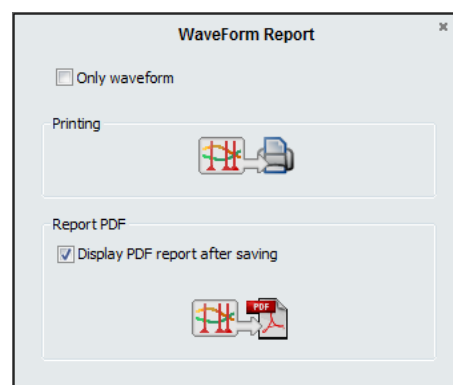 WaveForm Report
Only waveform
Printing
Report PDF
Display PDF report after saving
PDF